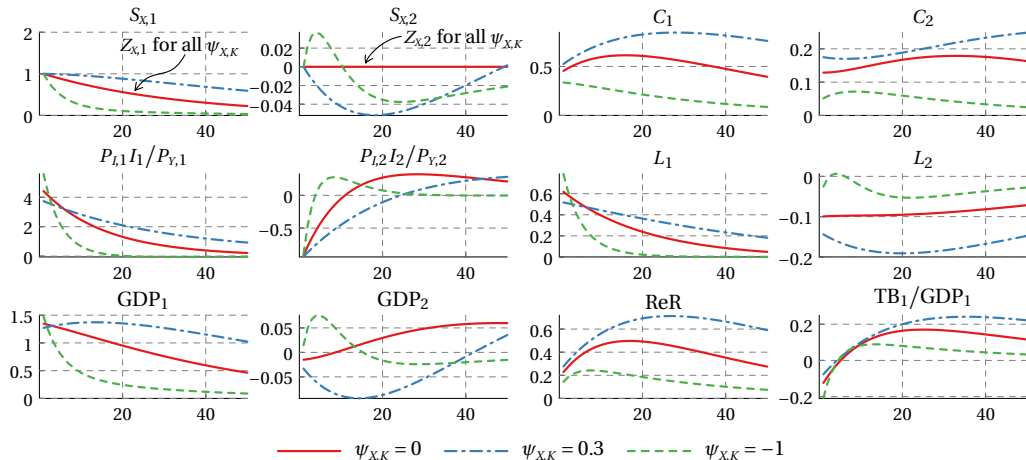 S_{X,1} S_{X,2} C_1 C_2
2 1 0 20 40
Z_{X,1} for all ψ_{X,K}
0.02 0 −0.02 −0.04 20 40
Z_{X,2} for all ψ_{X,K}
0.5 0 20 40
0.2 0.1 0 20 40
P_{I,1}I_1/P_{Y,1} P_{I,2}I_2/P_{Y,2} L_1 L_2
4 2 0 20 40
0 −0.5 20 40
0.6 0.4 0.2 0 20 40
0 −0.1 −0.2 20 40
GDP_1 GDP_2 ReR TB_1/GDP_1
1.5 1 0.5 0 20 40
0.05 0 −0.05 20 40
0.6 0.4 0.2 0 20 40
0.2 0 −0.2 20 40
ψ_{X,K} = 0 ψ_{X,K} = 0.3 ψ_{X,K} = −1